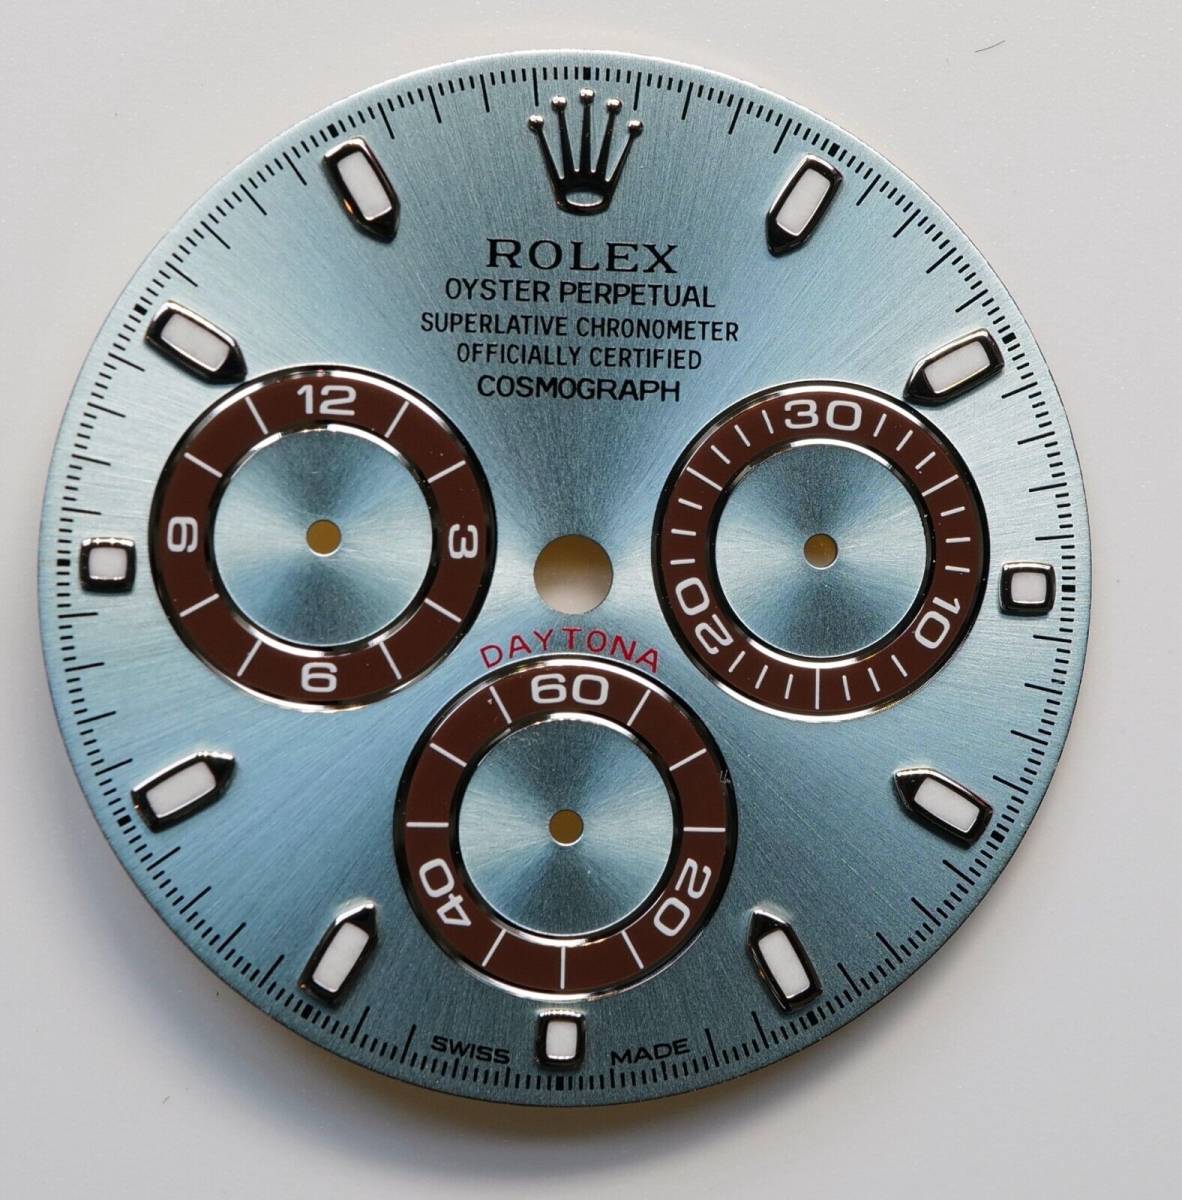 ROLEX
OYSTER PERPETUAL
SUPERLATIVE CHRONOMETER
OFFICIALLY CERTIFIED
COSMOGRAPH
12
3
6
9
30
10
20
DAYTONA
60
20
40
SWISS MADE